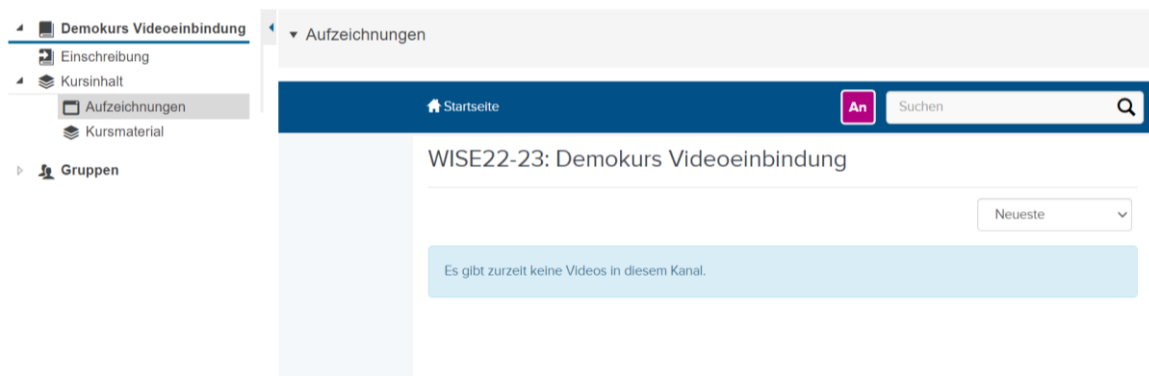 Demokurs Videoeinbindung
Einschreibung
Kursinhalt
Aufzeichnungen
Kursmaterial
Gruppen
Aufzeichnungen
Startseite
An
Suchen
WISE22-23: Demokurs Videoeinbindung
Neueste
Es gibt zurzeit keine Videos in diesem Kanal.